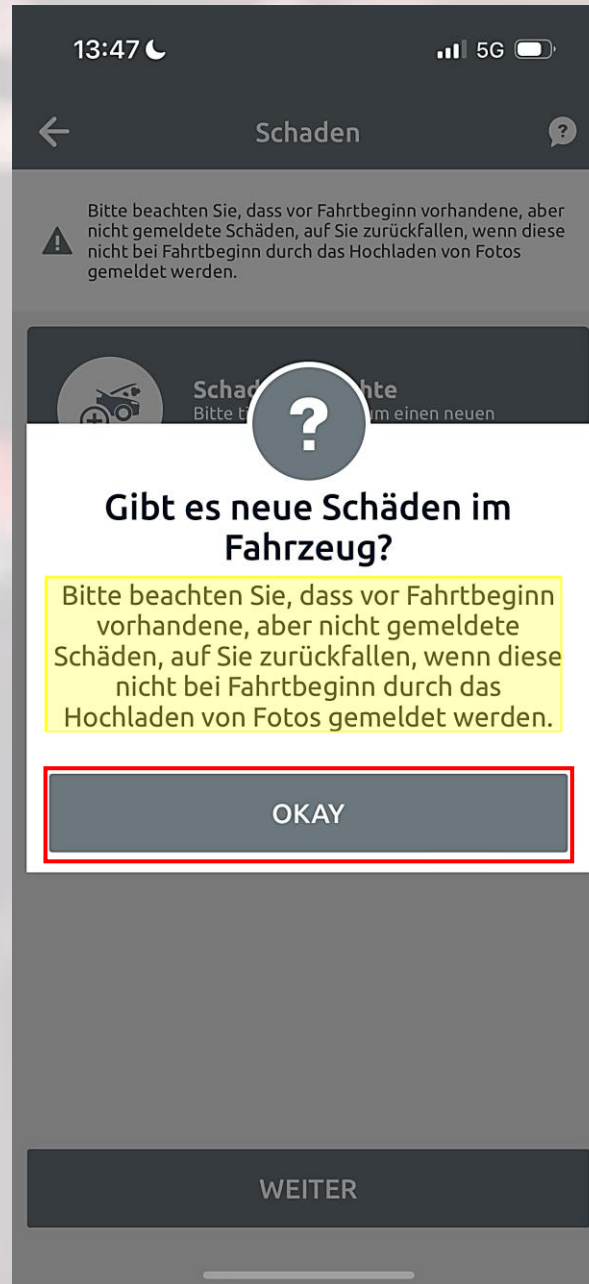 13:47
5G
Schaden
Bitte beachten Sie, dass vor Fahrtbeginn vorhandene, aber
nicht gemeldete Schäden, auf Sie zurückfallen, wenn diese
nicht bei Fahrtbeginn durch das Hochladen von Fotos
gemeldet werden.
Bitte
einen neuen
?
Gibt es neue Schäden im
Fahrzeug?
Bitte beachten Sie, dass vor Fahrtbeginn
vorhandene, aber nicht gemeldete
Schäden, auf Sie zurückfallen, wenn diese
nicht bei Fahrtbeginn durch das
Hochladen von Fotos gemeldet werden.
OKAY
WEITER